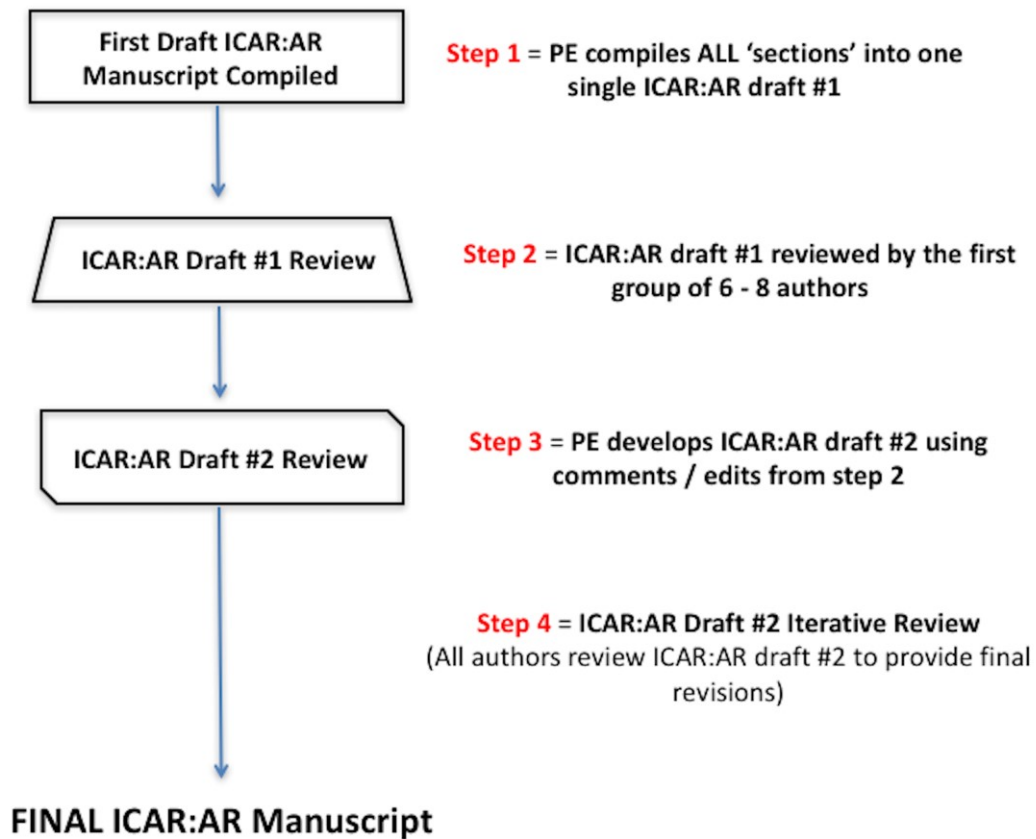 First Draft ICAR:AR
Manuscript Compiled
Step 1 = PE compiles ALL ‘sections’ into one
single ICAR:AR draft #1
ICAR:AR Draft #1 Review
Step 2 = ICAR:AR draft #1 reviewed by the first
group of 6 - 8 authors
ICAR:AR Draft #2 Review
Step 3 = PE develops ICAR:AR draft #2 using
comments / edits from step 2
Step 4 = ICAR:AR Draft #2 Iterative Review
(All authors review ICAR:AR draft #2 to provide final
revisions)
FINAL ICAR:AR Manuscript